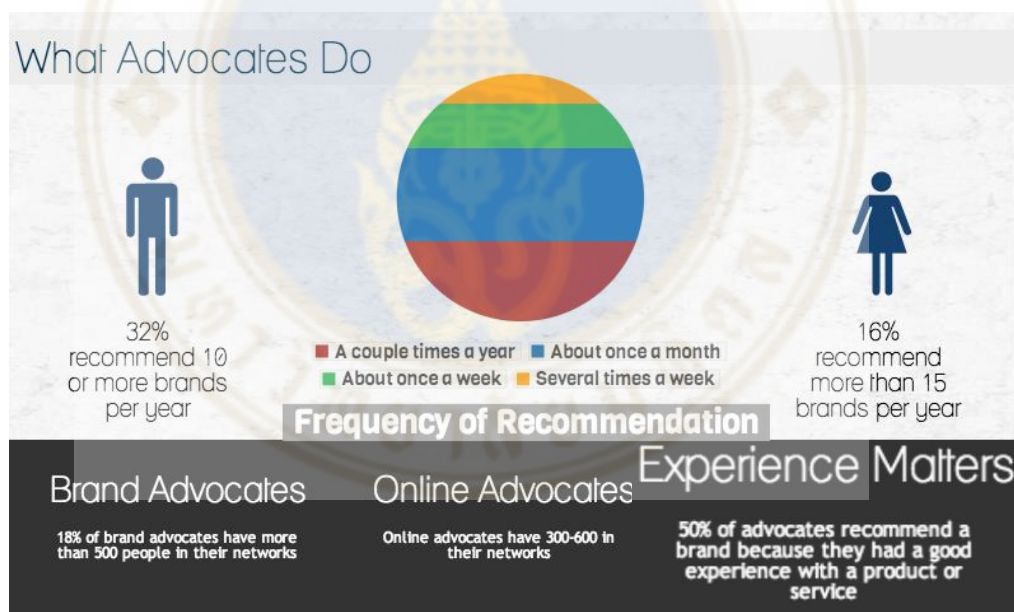 What Advocates Do
32%
recommend 10
or more brands
per year
A couple times a year
About once a month
About once a week
Several times a week
Frequency of Recommendation
16%
recommend
more than 15
brands per year
Brand Advocates
18% of brand advocates have more
than 500 people in their networks
Online Advocates
Online advocates have 300-600 in
their networks
Experience Matters
50% of advocates recommend a
brand because they had a good
experience with a product or
service